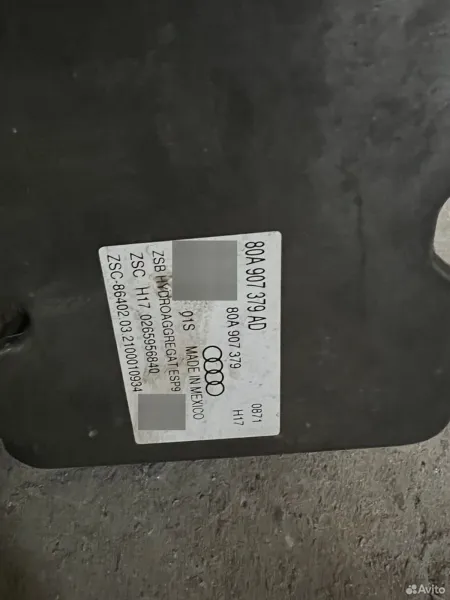 80A 907 379 AD
80A 907 379
0871
H17
01S MADE IN MEXICO
ZSB HYDROAGGREGAT ESP9
ZSC H17 0265956840
ZSC-86402.03.2100010934
Avito